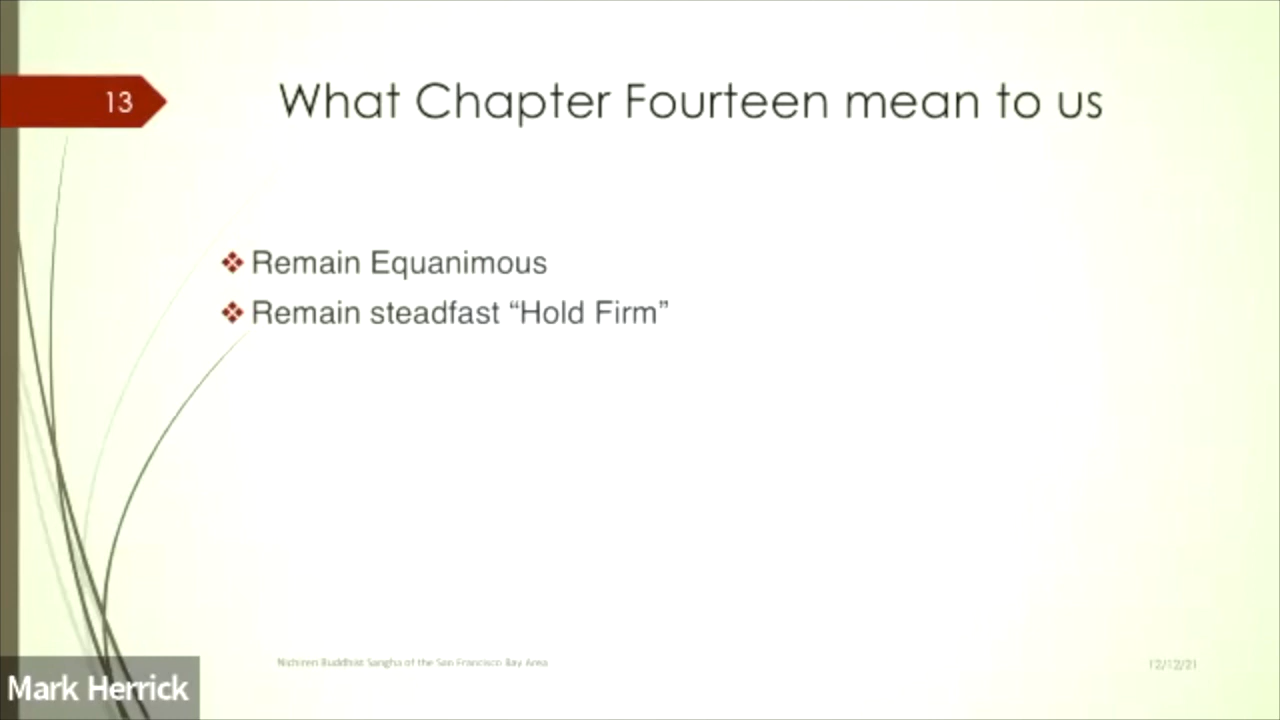 13
What Chapter Fourteen mean to us
Remain Equanimous
Remain steadfast “Hold Firm”
Nichiren Buddhist Sangha of the San Francisco Bay Area
12/12/21
Mark Herrick